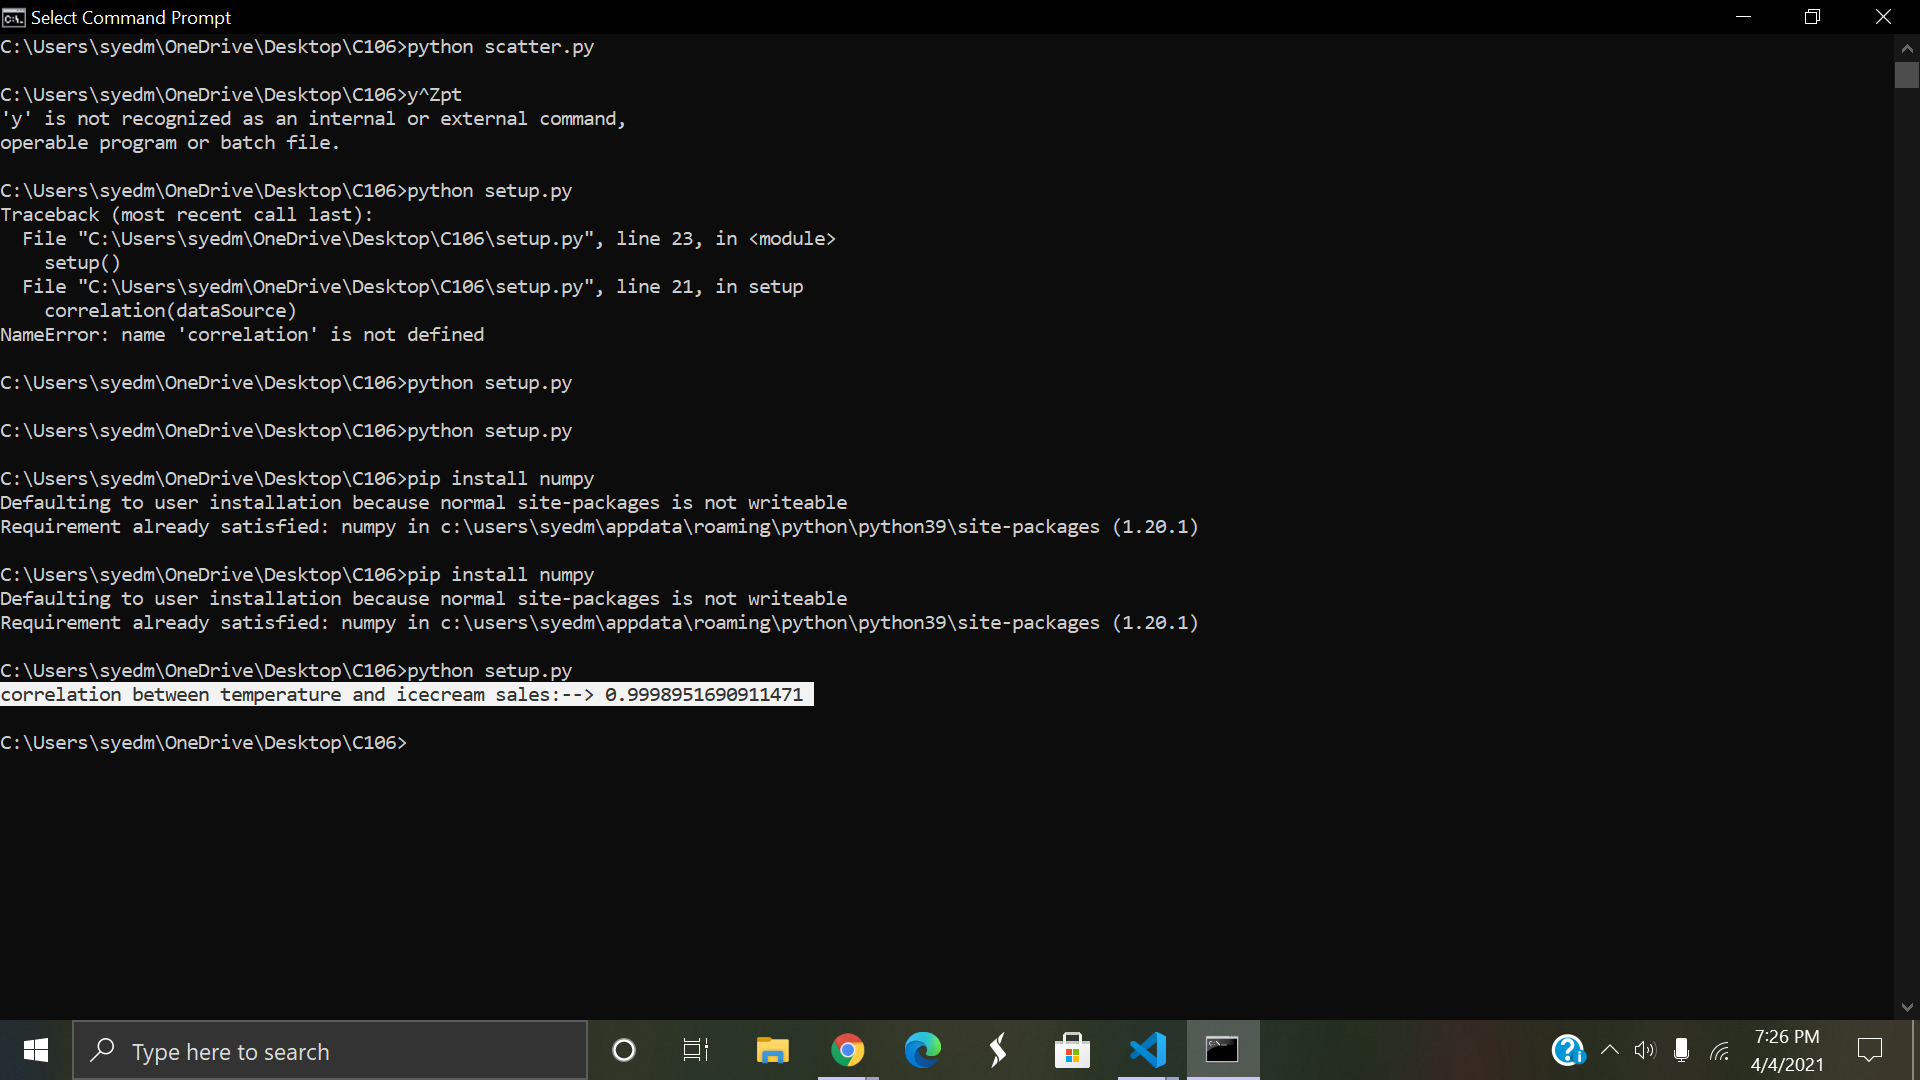 Select Command Prompt
C:\Users\syedm\OneDrive\Desktop\C106>python scatter.py
C:\Users\syedm\OneDrive\Desktop\C106>y^Zpt
'y' is not recognized as an internal or external command,
operable program or batch file.
C:\Users\syedm\OneDrive\Desktop\C106>python setup.py
Traceback (most recent call last):
  File "C:\Users\syedm\OneDrive\Desktop\C106\setup.py", line 23, in <module>
    setup()
  File "C:\Users\syedm\OneDrive\Desktop\C106\setup.py", line 21, in setup
    correlation(dataSource)
NameError: name 'correlation' is not defined
C:\Users\syedm\OneDrive\Desktop\C106>python setup.py
C:\Users\syedm\OneDrive\Desktop\C106>python setup.py
C:\Users\syedm\OneDrive\Desktop\C106>pip install numpy
Defaulting to user installation because normal site-packages is not writeable
Requirement already satisfied: numpy in c:\users\syedm\appdata\roaming\python\python39\site-packages (1.20.1)
C:\Users\syedm\OneDrive\Desktop\C106>pip install numpy
Defaulting to user installation because normal site-packages is not writeable
Requirement already satisfied: numpy in c:\users\syedm\appdata\roaming\python\python39\site-packages (1.20.1)
C:\Users\syedm\OneDrive\Desktop\C106>python setup.py
correlation between temperature and icecream sales:--> 0.9998951690911471
C:\Users\syedm\OneDrive\Desktop\C106>
Type here to search
7:26 PM
4/4/2021